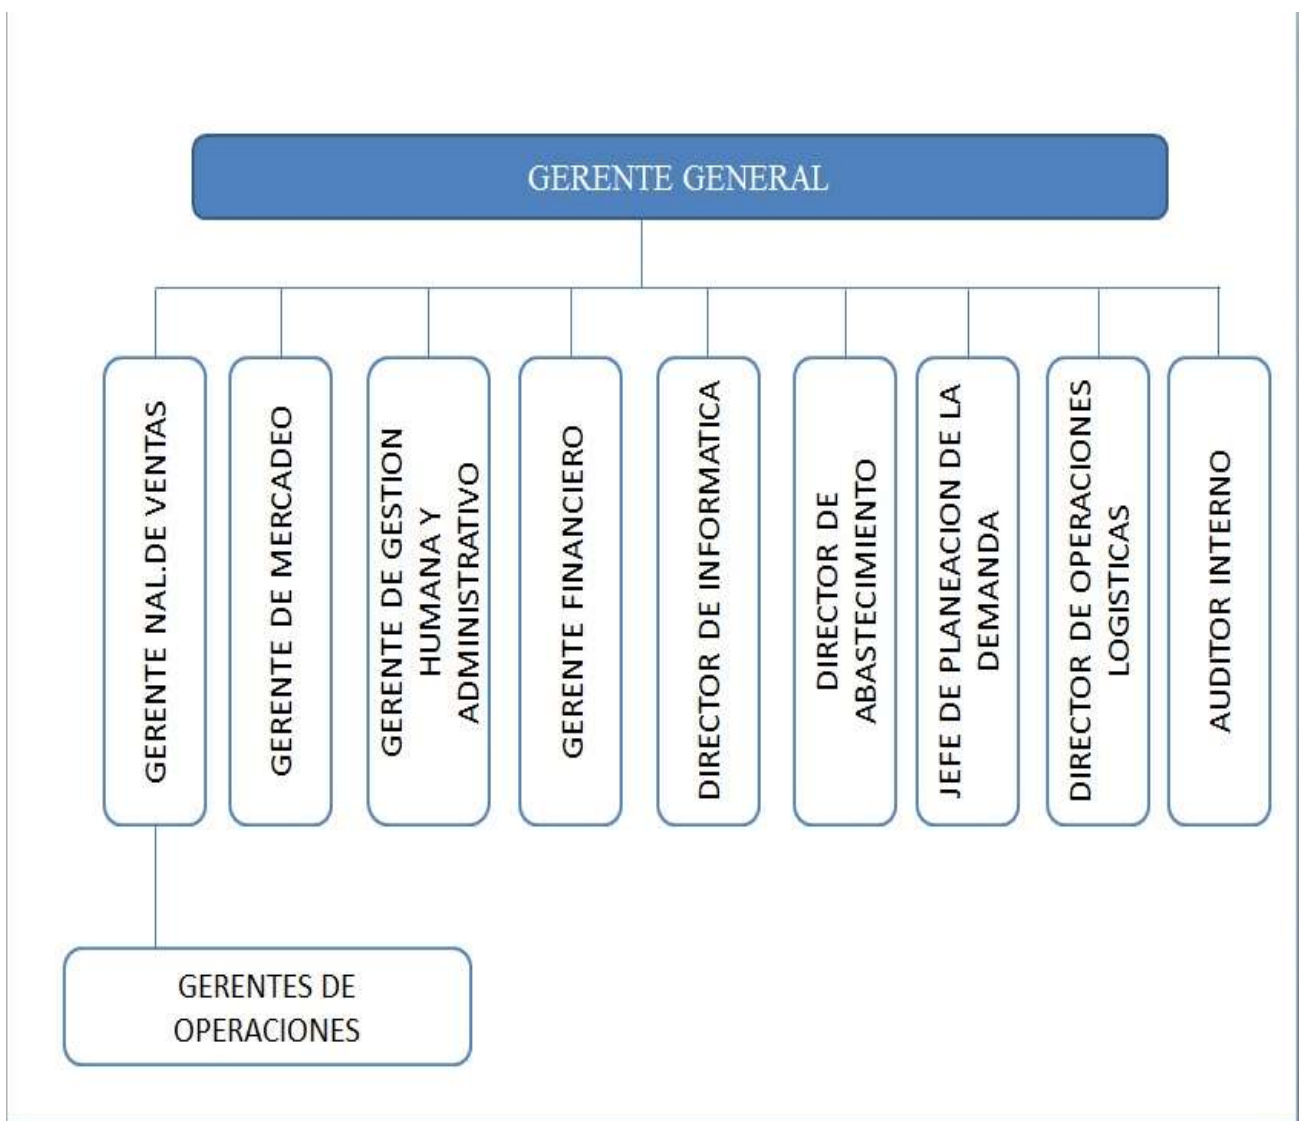 GERENTE GENERAL
GERENTE NAL.DE VENTAS
GERENTE DE MERCADEO
GERENTE DE GESTION
HUMANA Y
ADMINISTRATIVO
GERENTE FINANCIERO
DIRECTOR DE INFORMATICA
DIRECTOR DE
ABASTECIMIENTO
JEFE DE PLANEACION DE LA
DEMANDA
DIRECTOR DE OPERACIONES
LOGISTICAS
AUDITOR INTERNO
GERENTES DE
OPERACIONES